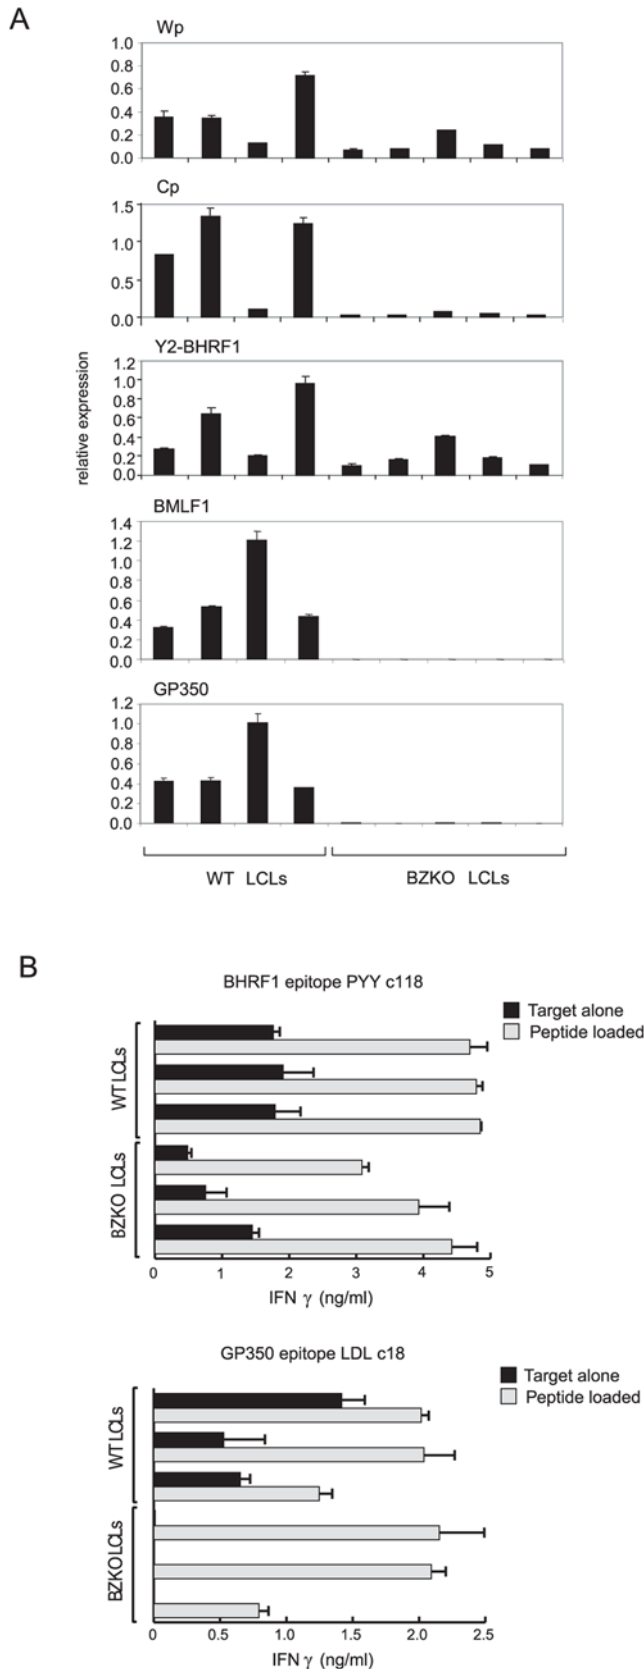 A
Wp
1.0
0.8
0.6
0.4
0.2
0.0
Cp
1.5
1.0
0.5
0.0
Y2-BHRF1
1.2
1.0
0.8
0.6
0.4
0.2
0.0
relative expression
BMLF1
1.4
1.2
1.0
0.8
0.6
0.4
0.2
0.0
GP350
1.2
1.0
0.8
0.6
0.4
0.2
0.0
WT LCLs BZKO LCLs
B
BHRF1 epitope PYY c118
Target alone
Peptide loaded
WT LCLs
BZKO LCLs
0 1 2 3 4 5
IFN γ (ng/ml)
GP350 epitope LDL c18
Target alone
Peptide loaded
WT LCLs
BZKO LCLs
0.0 0.5 1.0 1.5 2.0 2.5
IFN γ (ng/ml)